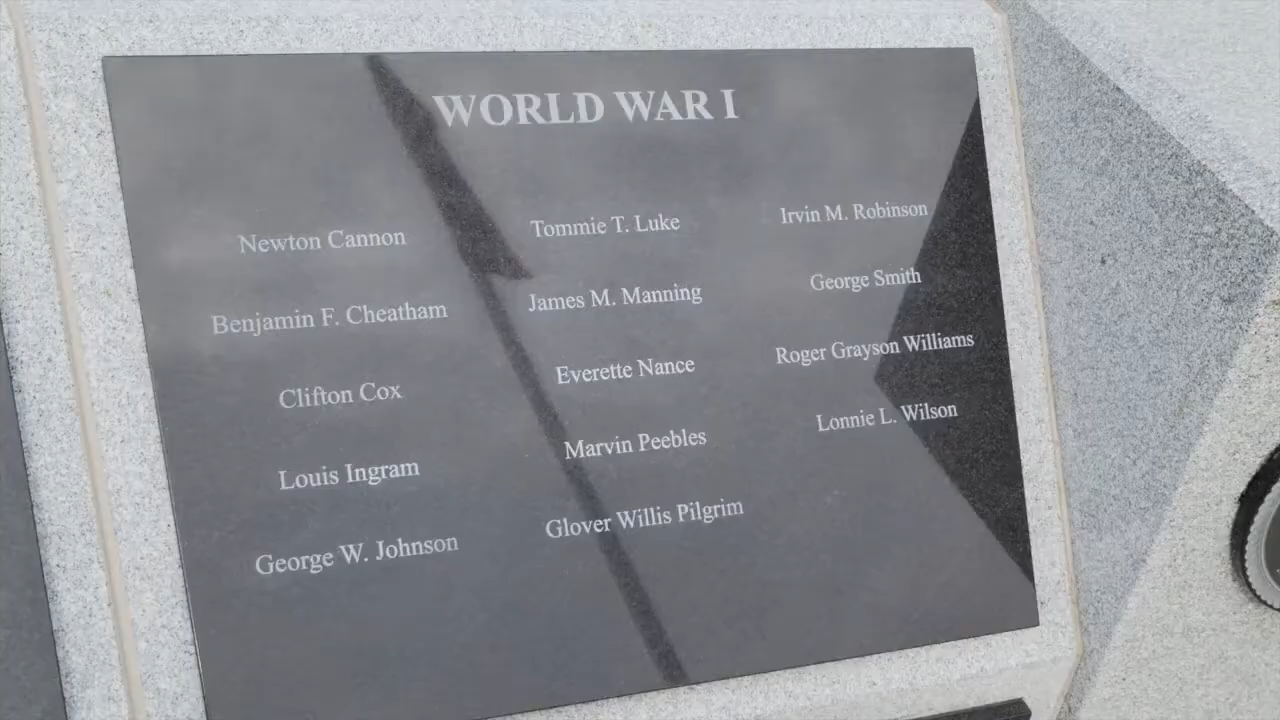 WORLD WAR I
Newton Cannon
Benjamin F. Cheatham
Clifton Cox
Louis Ingram
George W. Johnson
Tommie T. Luke
James M. Manning
Everette Nance
Marvin Peebles
Glover Willis Pilgrim
Irvin M. Robinson
George Smith
Roger Grayson Williams
Lonnie L. Wilson